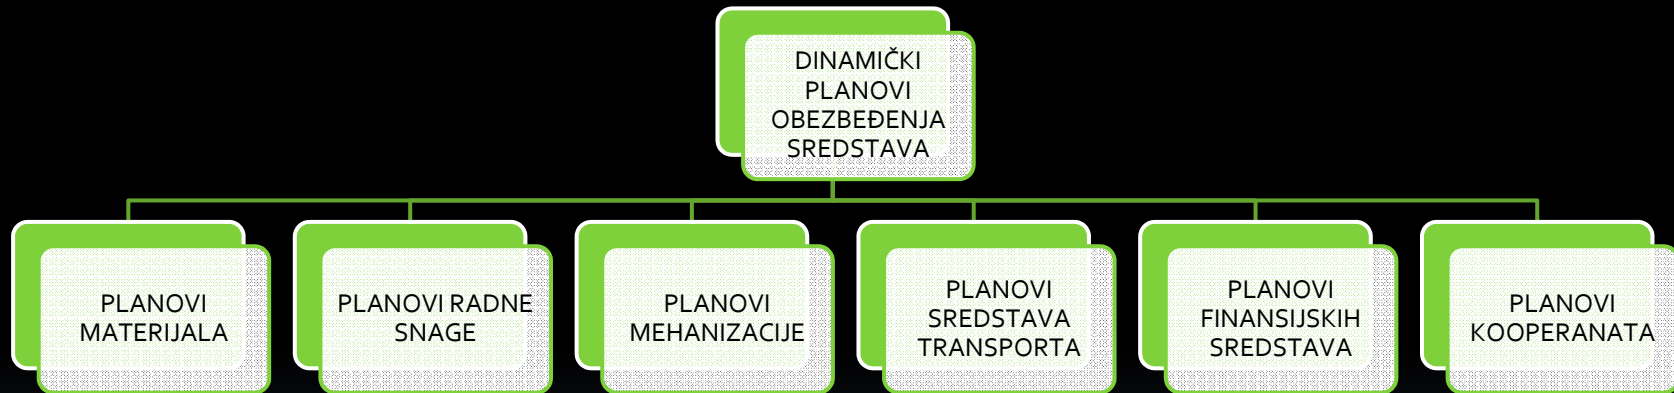 DINAMIČKI
PLANOVI
OBEZBEĐENJA
SREDSTAVA
PLANOVI
MATERIJALA
PLANOVI RADNE
SNAGE
PLANOVI
MEHANIZACIJE
PLANOVI
SREDSTAVA
TRANSPORTA
PLANOVI
FINANSIJSKIH
SREDSTAVA
PLANOVI
KOOPERANATA